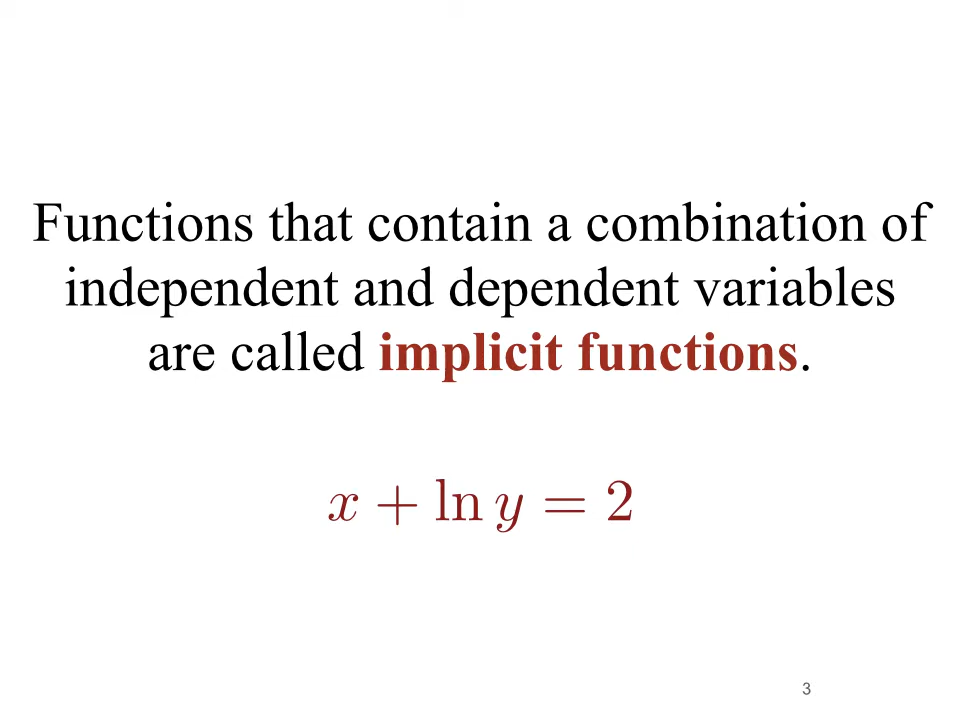 Functions that contain a combination of
independent and dependent variables
are called implicit functions.
x + ln y = 2
3